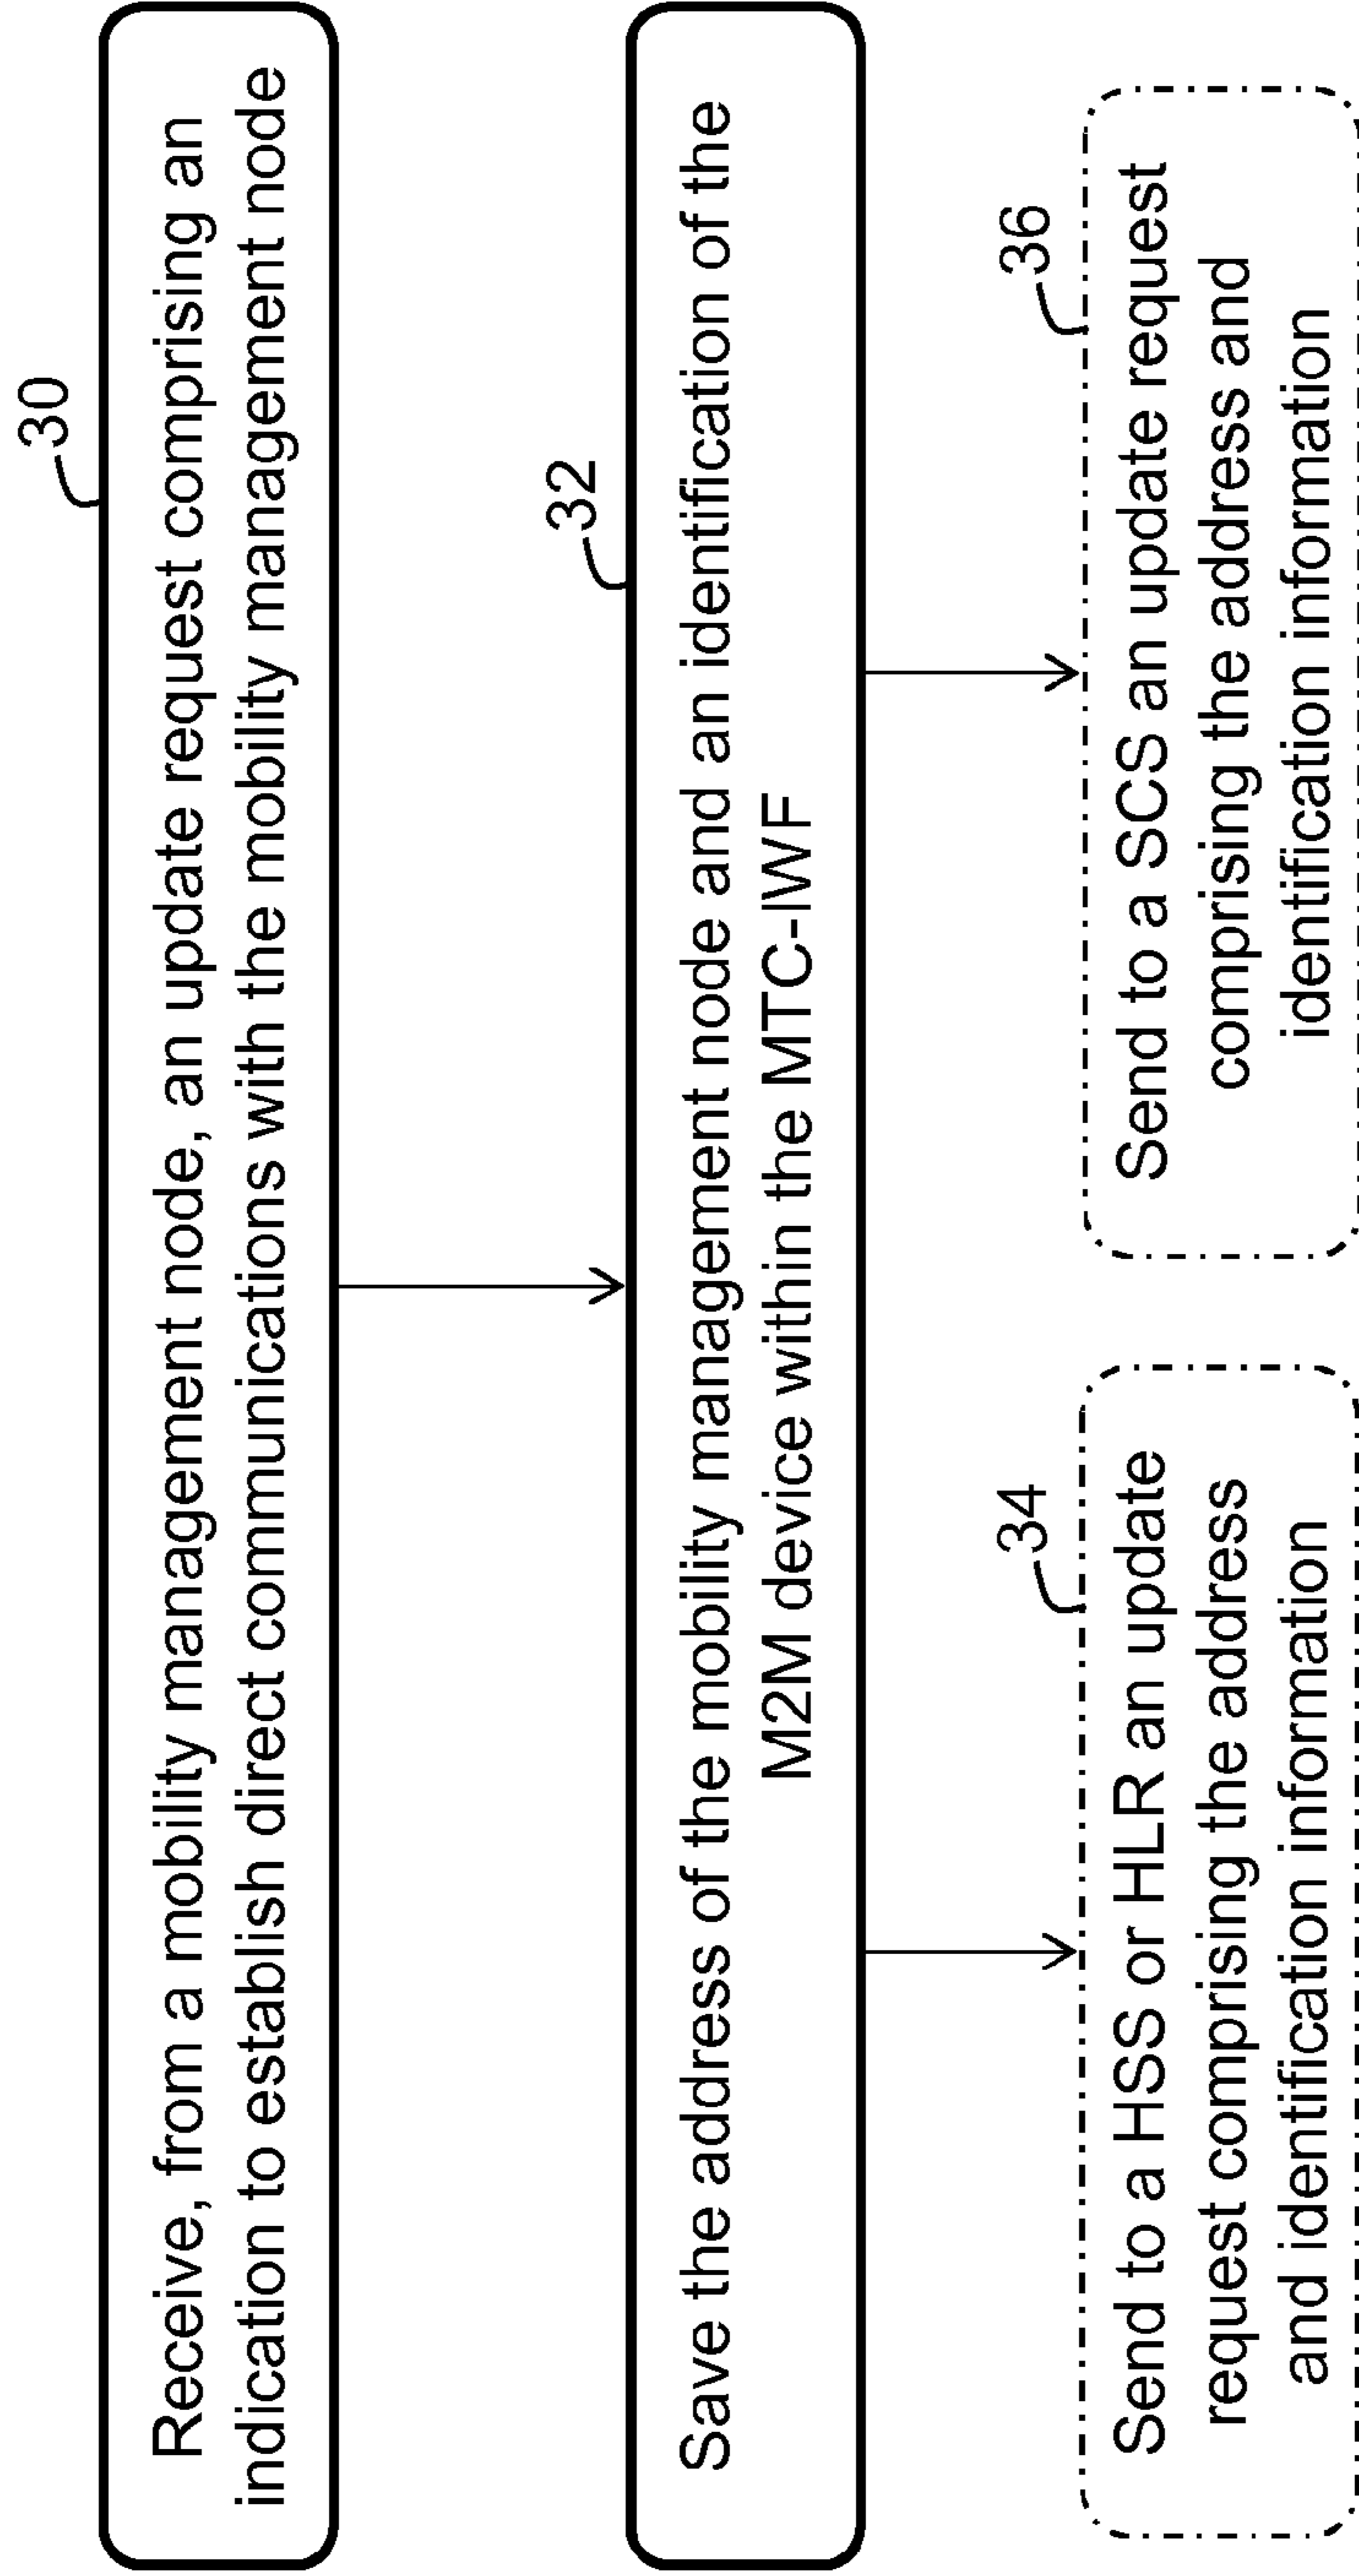 30
Receive, from a mobility management node, an update request comprising an
indication to establish direct communications with the mobility management node
32
Save the address of the mobility management node and an identification of the
M2M device within the MTC-IWF
34
Send to a HSS or HLR an update
request comprising the address
and identification information
36
Send to a SCS an update request
comprising the address and
identification information